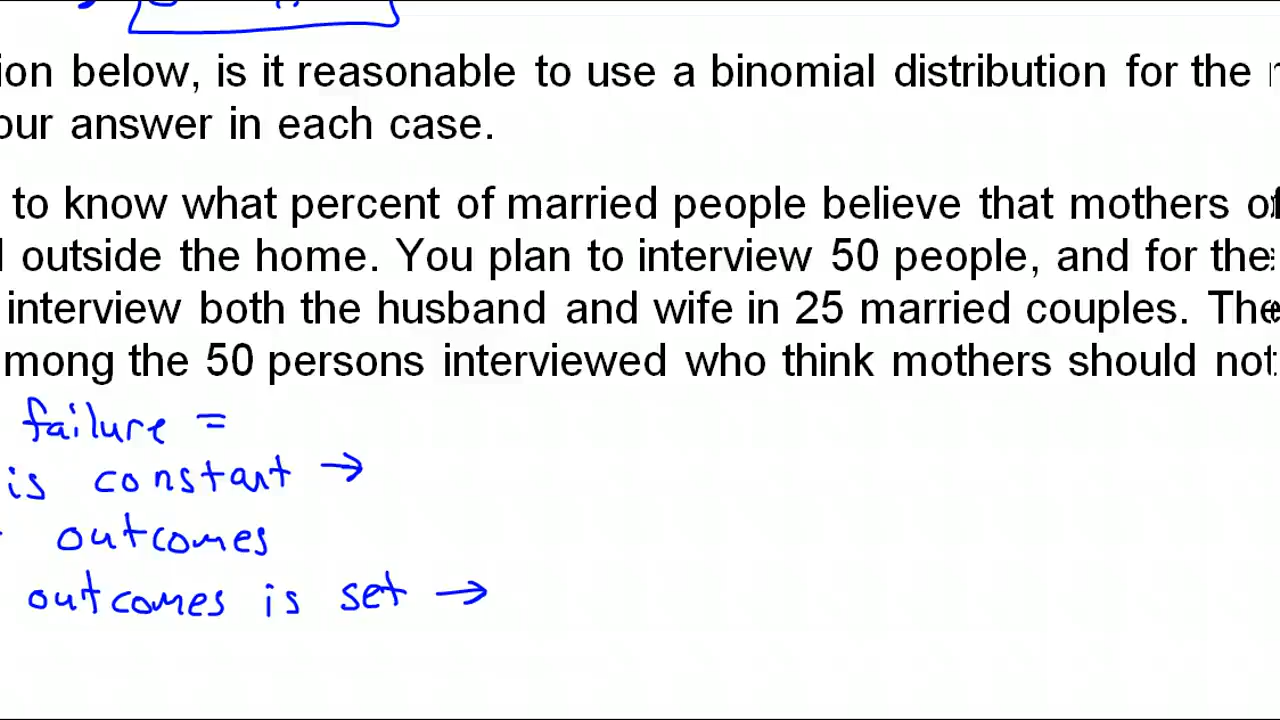 ion below, is it reasonable to use a binomial distribution for the
our answer in each case.
to know what percent of married people believe that mothers of
outside the home. You plan to interview 50 people, and for the
interview both the husband and wife in 25 married couples. The
mong the 50 persons interviewed who think mothers should not
failure =
is constant →
outcomes
outcomes is set →